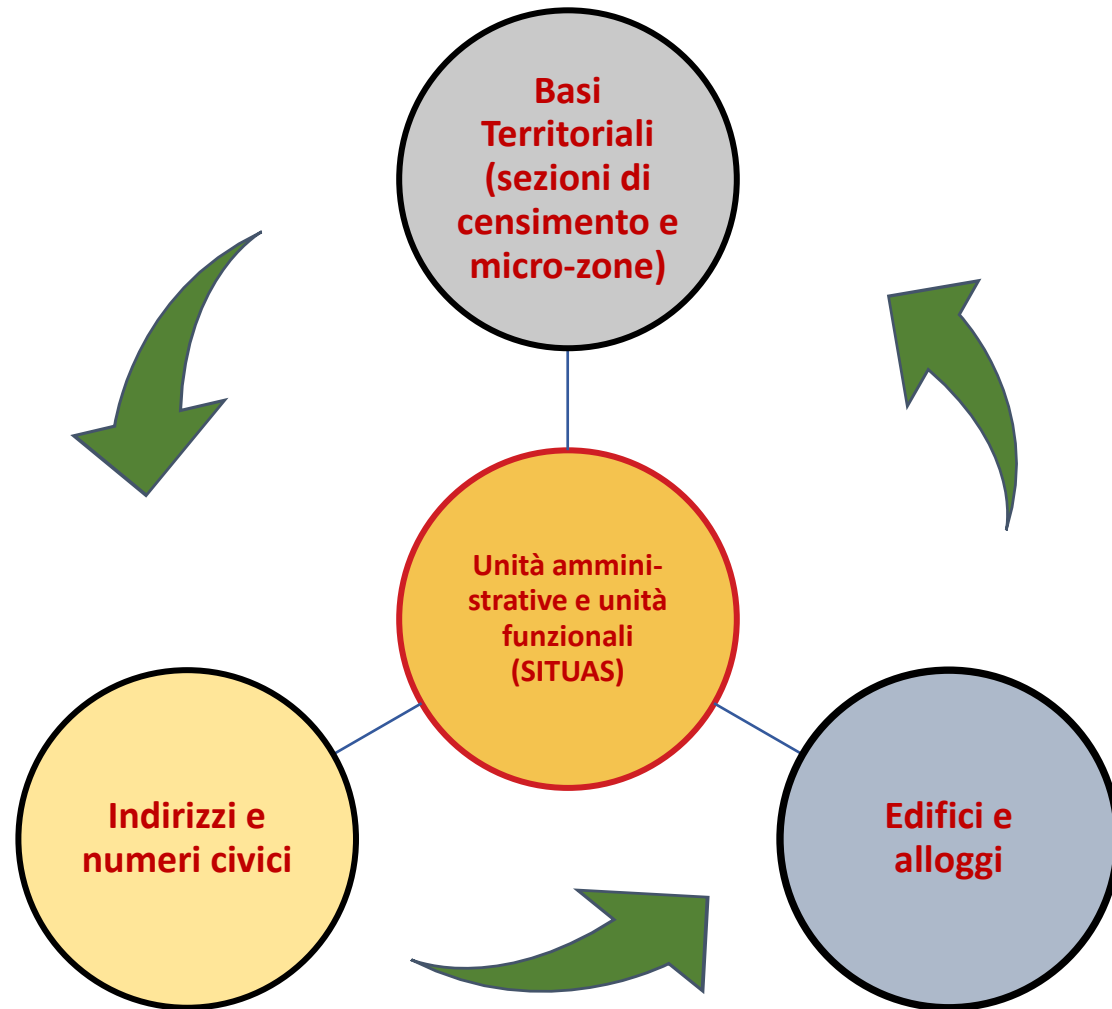 Basi
Territoriali
(sezioni di
censimento e
micro-zone)
Unità ammini-
strative e unità
funzionali
(SITUAS)
Indirizzi e
numeri civici
Edifici e
alloggi